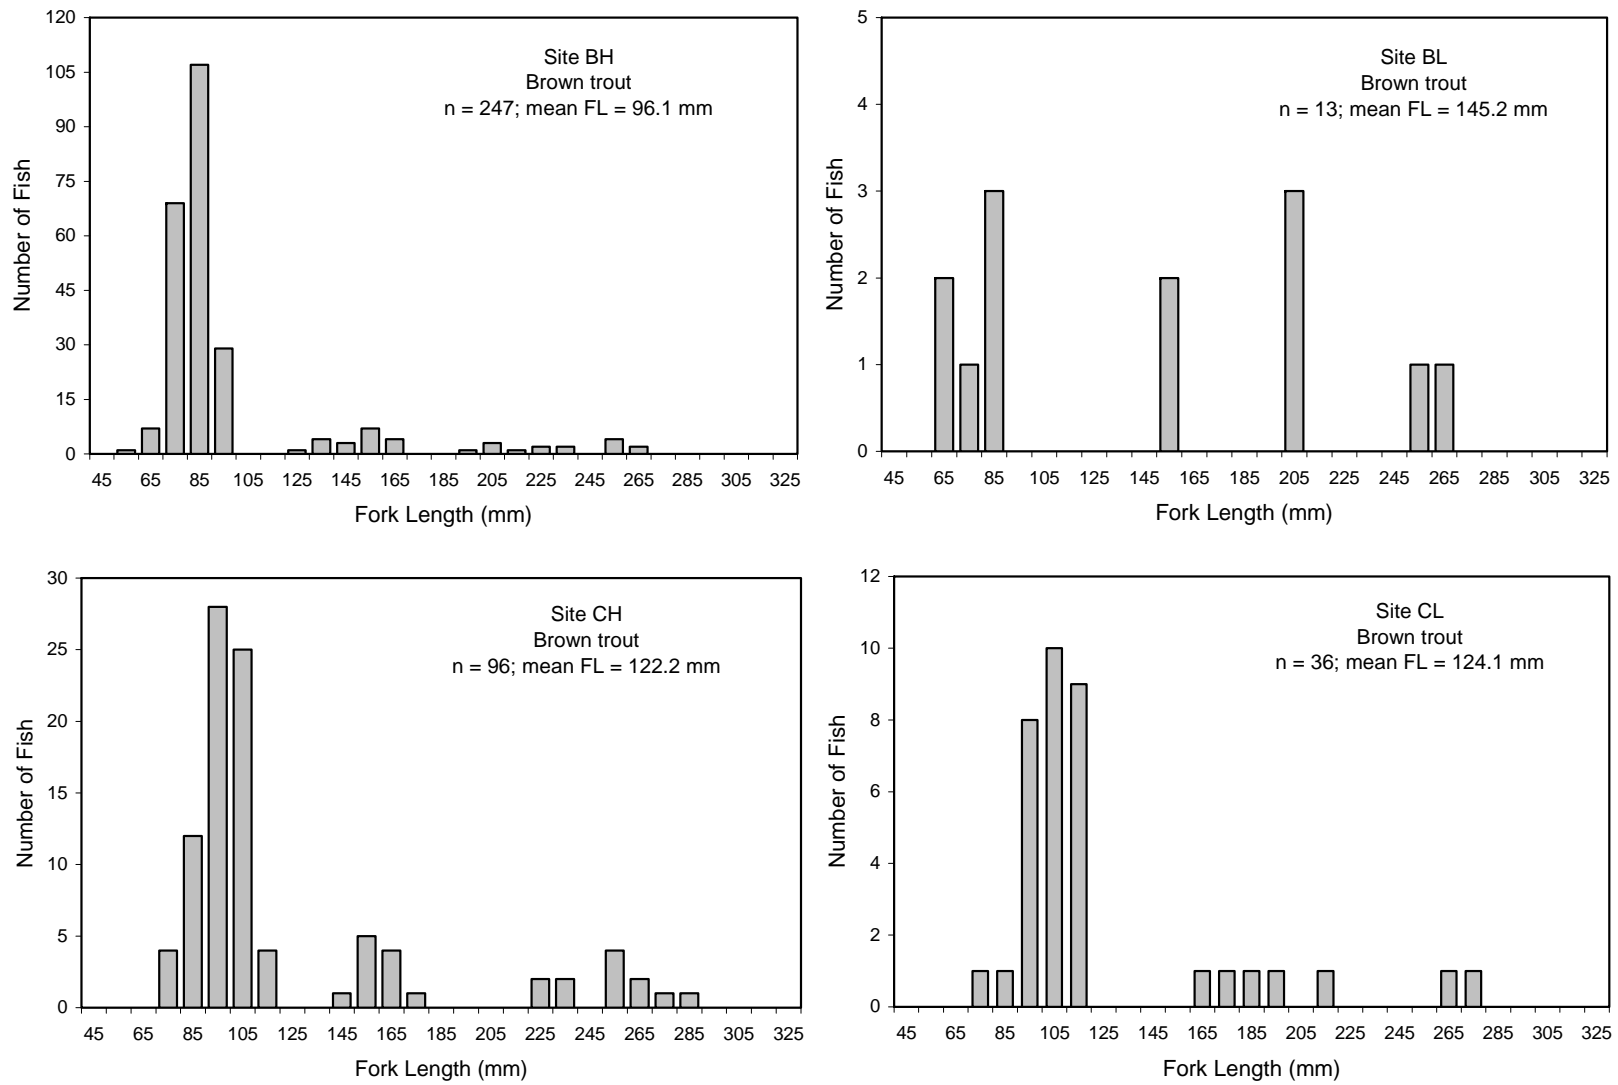 Site BH
Brown trout
n = 247; mean FL = 96.1 mm
Number of Fish
120
105
90
75
60
45
30
15
0
45 65 85 105 125 145 165 185 205 225 245 265 285 305 325
Fork Length (mm)
Site BL
Brown trout
n = 13; mean FL = 145.2 mm
Number of Fish
5
4
3
2
1
0
45 65 85 105 125 145 165 185 205 225 245 265 285 305 325
Fork Length (mm)
Site CH
Brown trout
n = 96; mean FL = 122.2 mm
Number of Fish
30
25
20
15
10
5
0
45 65 85 105 125 145 165 185 205 225 245 265 285 305 325
Fork Length (mm)
Site CL
Brown trout
n = 36; mean FL = 124.1 mm
Number of Fish
12
10
8
6
4
2
0
45 65 85 105 125 145 165 185 205 225 245 265 285 305 325
Fork Length (mm)